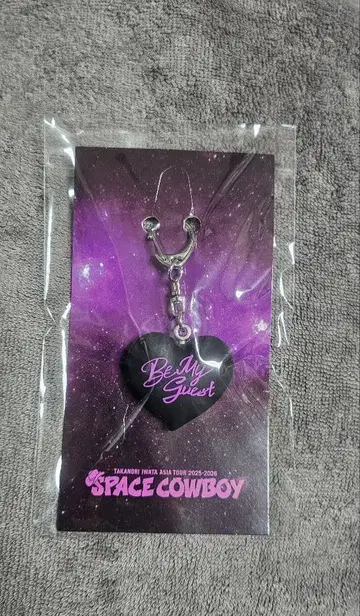 Be My
Guest
TAKANORI IWATA ASIA TOUR 2025-2026
SPACE COWBOY